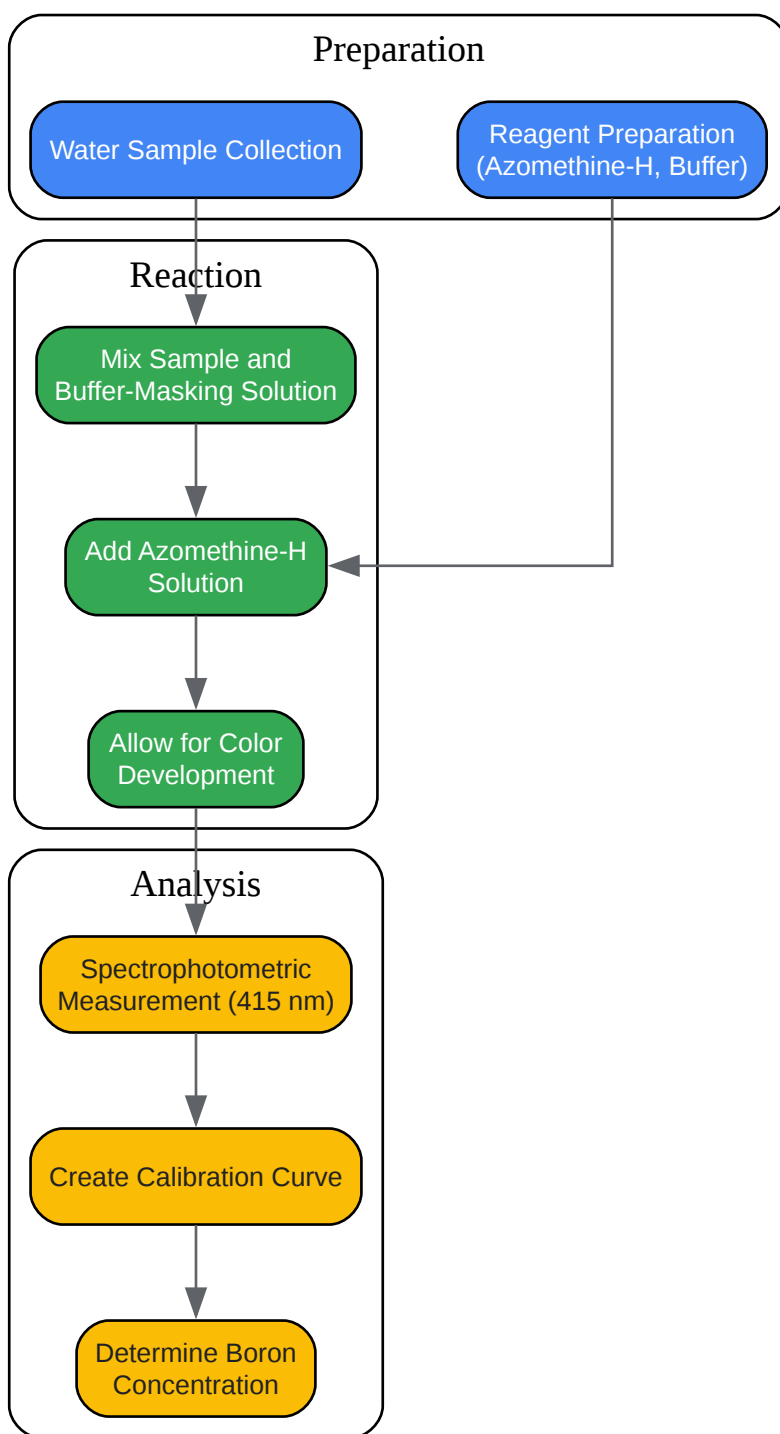 Preparation
Water Sample Collection
Reagent Preparation
(Azomethine-H, Buffer)
Reaction
Mix Sample and
Buffer-Masking Solution
Add Azomethine-H
Solution
Allow for Color
Development
Analysis
Spectrophotometric
Measurement (415 nm)
Create Calibration Curve
Determine Boron
Concentration